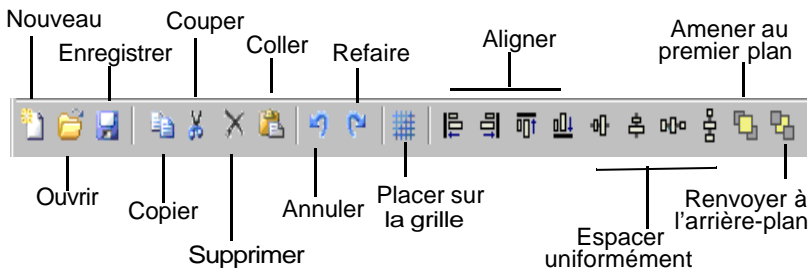 Nouveau
Enregistrer
Couper
Coller
Refaire
Aligner
Amener au
premier plan
Ouvrir
Copier
Supprimer
Annuler
Placer sur
la grille
Espacer
uniformément
Renvoyer à
l'arrière-plan